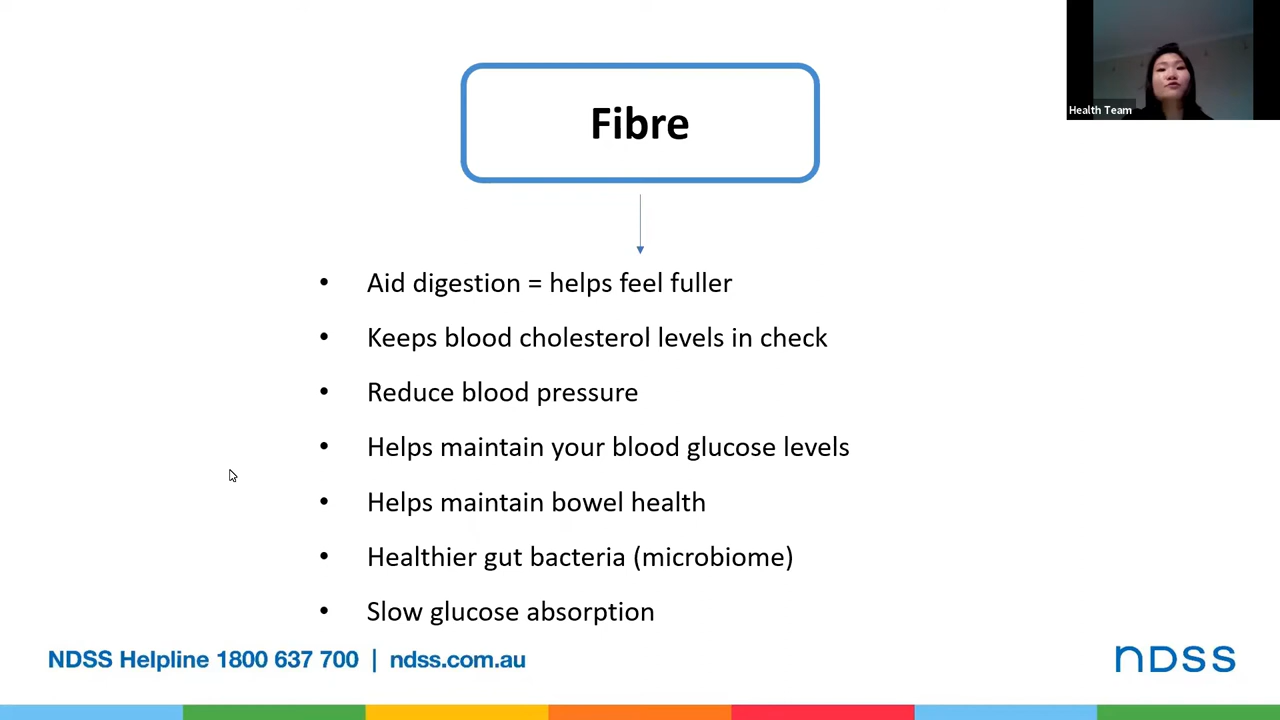 Health Team
Fibre
• Aid digestion = helps feel fuller
• Keeps blood cholesterol levels in check
• Reduce blood pressure
• Helps maintain your blood glucose levels
• Helps maintain bowel health
• Healthier gut bacteria (microbiome)
• Slow glucose absorption
NDSS Helpline 1800 637 700 | ndss.com.au
ndss